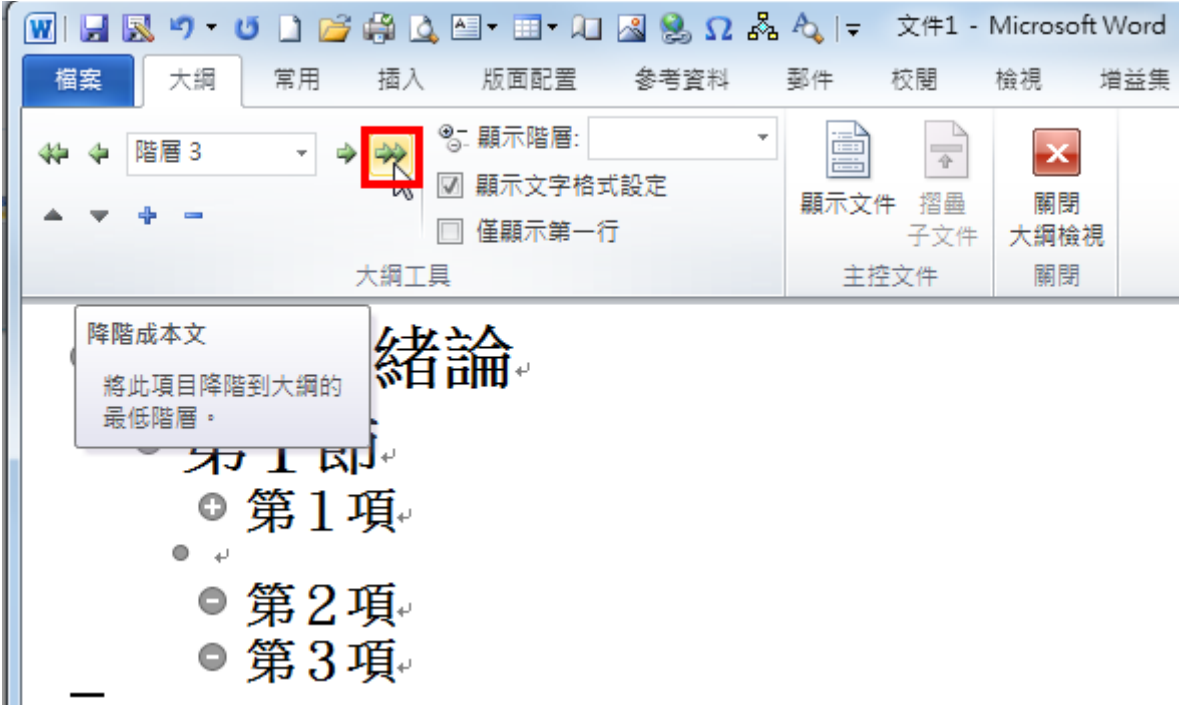 文件1 - Microsoft Word
檔案 大綱 常用 插入 版面配置 參考資料 郵件 校閱 檢視 增益集
階層 3
顯示階層:
顯示文字格式設定
僅顯示第一行
大綱工具
顯示文件
摺疊
子文件
主控文件
關閉
大綱檢視
關閉
降階成本文
將此項目降階到大綱的
最低階層。
緒論
第1節
第1項
第2項
第3項